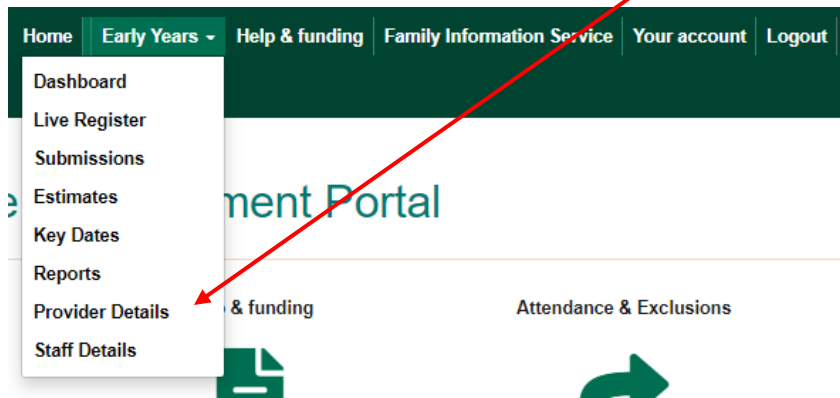 Home Early Years Help & funding Family Information Service Your account Logout
Dashboard
Live Register
Submissions
Estimates
Key Dates
Reports
Provider Details
Staff Details
Portal
& funding
Attendance & Exclusions